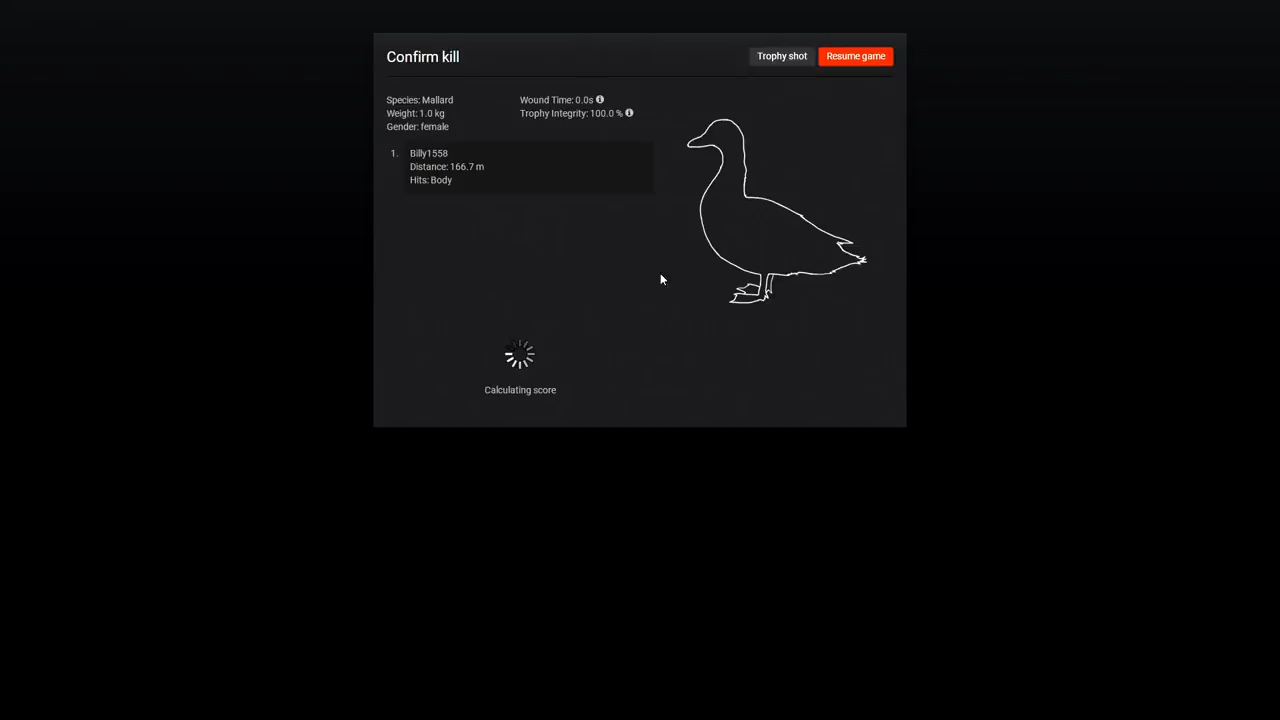 Confirm kill
Trophy shot
Resume game
Species: Mallard
Weight: 1.0 kg
Gender: female
Wound Time: 0.0s
Trophy Integrity: 100.0 %
1.
Billy1558
Distance: 166.7 m
Hits: Body
Calculating score